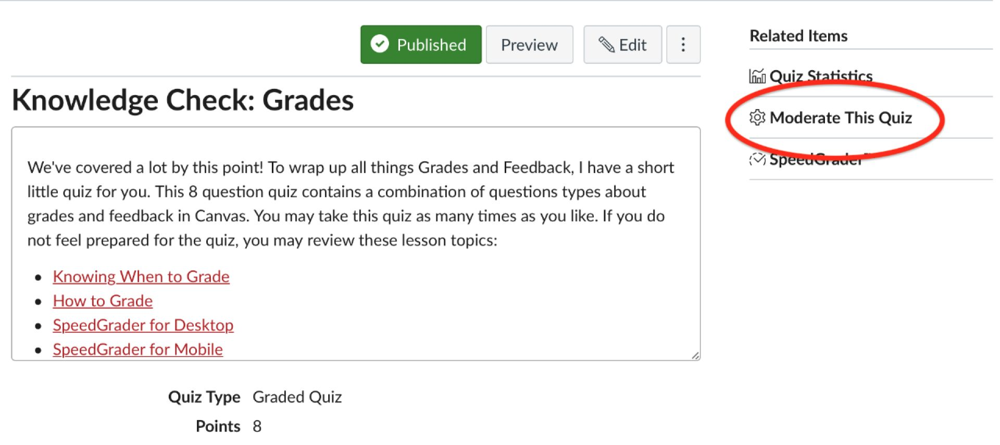 Published
Preview
Edit
Related Items
Quiz Statistics
Moderate This Quiz
SpeedGrader™
Knowledge Check: Grades
We've covered a lot by this point! To wrap up all things Grades and Feedback, I have a short
little quiz for you. This 8 question quiz contains a combination of questions types about
grades and feedback in Canvas. You may take this quiz as many times as you like. If you do
not feel prepared for the quiz, you may review these lesson topics:
• Knowing When to Grade
• How to Grade
• SpeedGrader for Desktop
• SpeedGrader for Mobile
Quiz Type Graded Quiz
Points 8